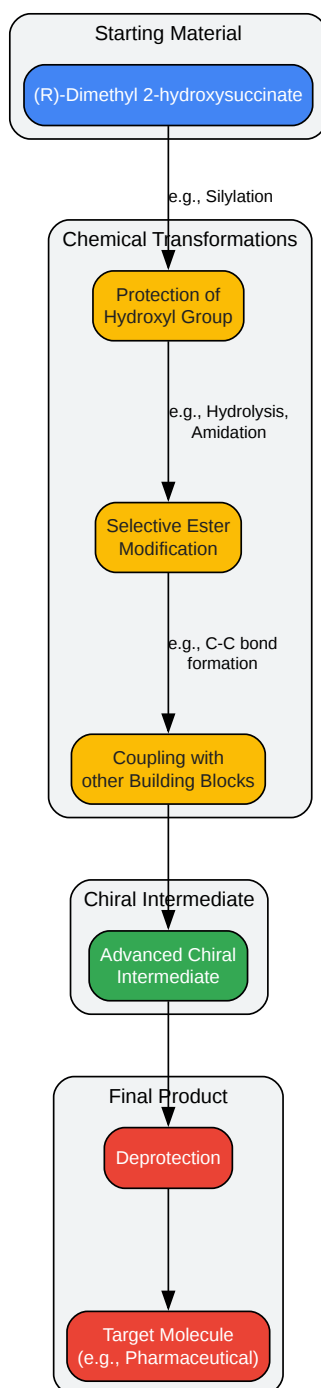 Starting Material
(R)-Dimethyl 2-hydroxysuccinate
e.g., Silylation
Chemical Transformations
Protection of
Hydroxyl Group
e.g., Hydrolysis,
Amidation
Selective Ester
Modification
e.g., C-C bond
formation
Coupling with
other Building Blocks
Chiral Intermediate
Advanced Chiral
Intermediate
Final Product
Deprotection
Target Molecule
(e.g., Pharmaceutical)